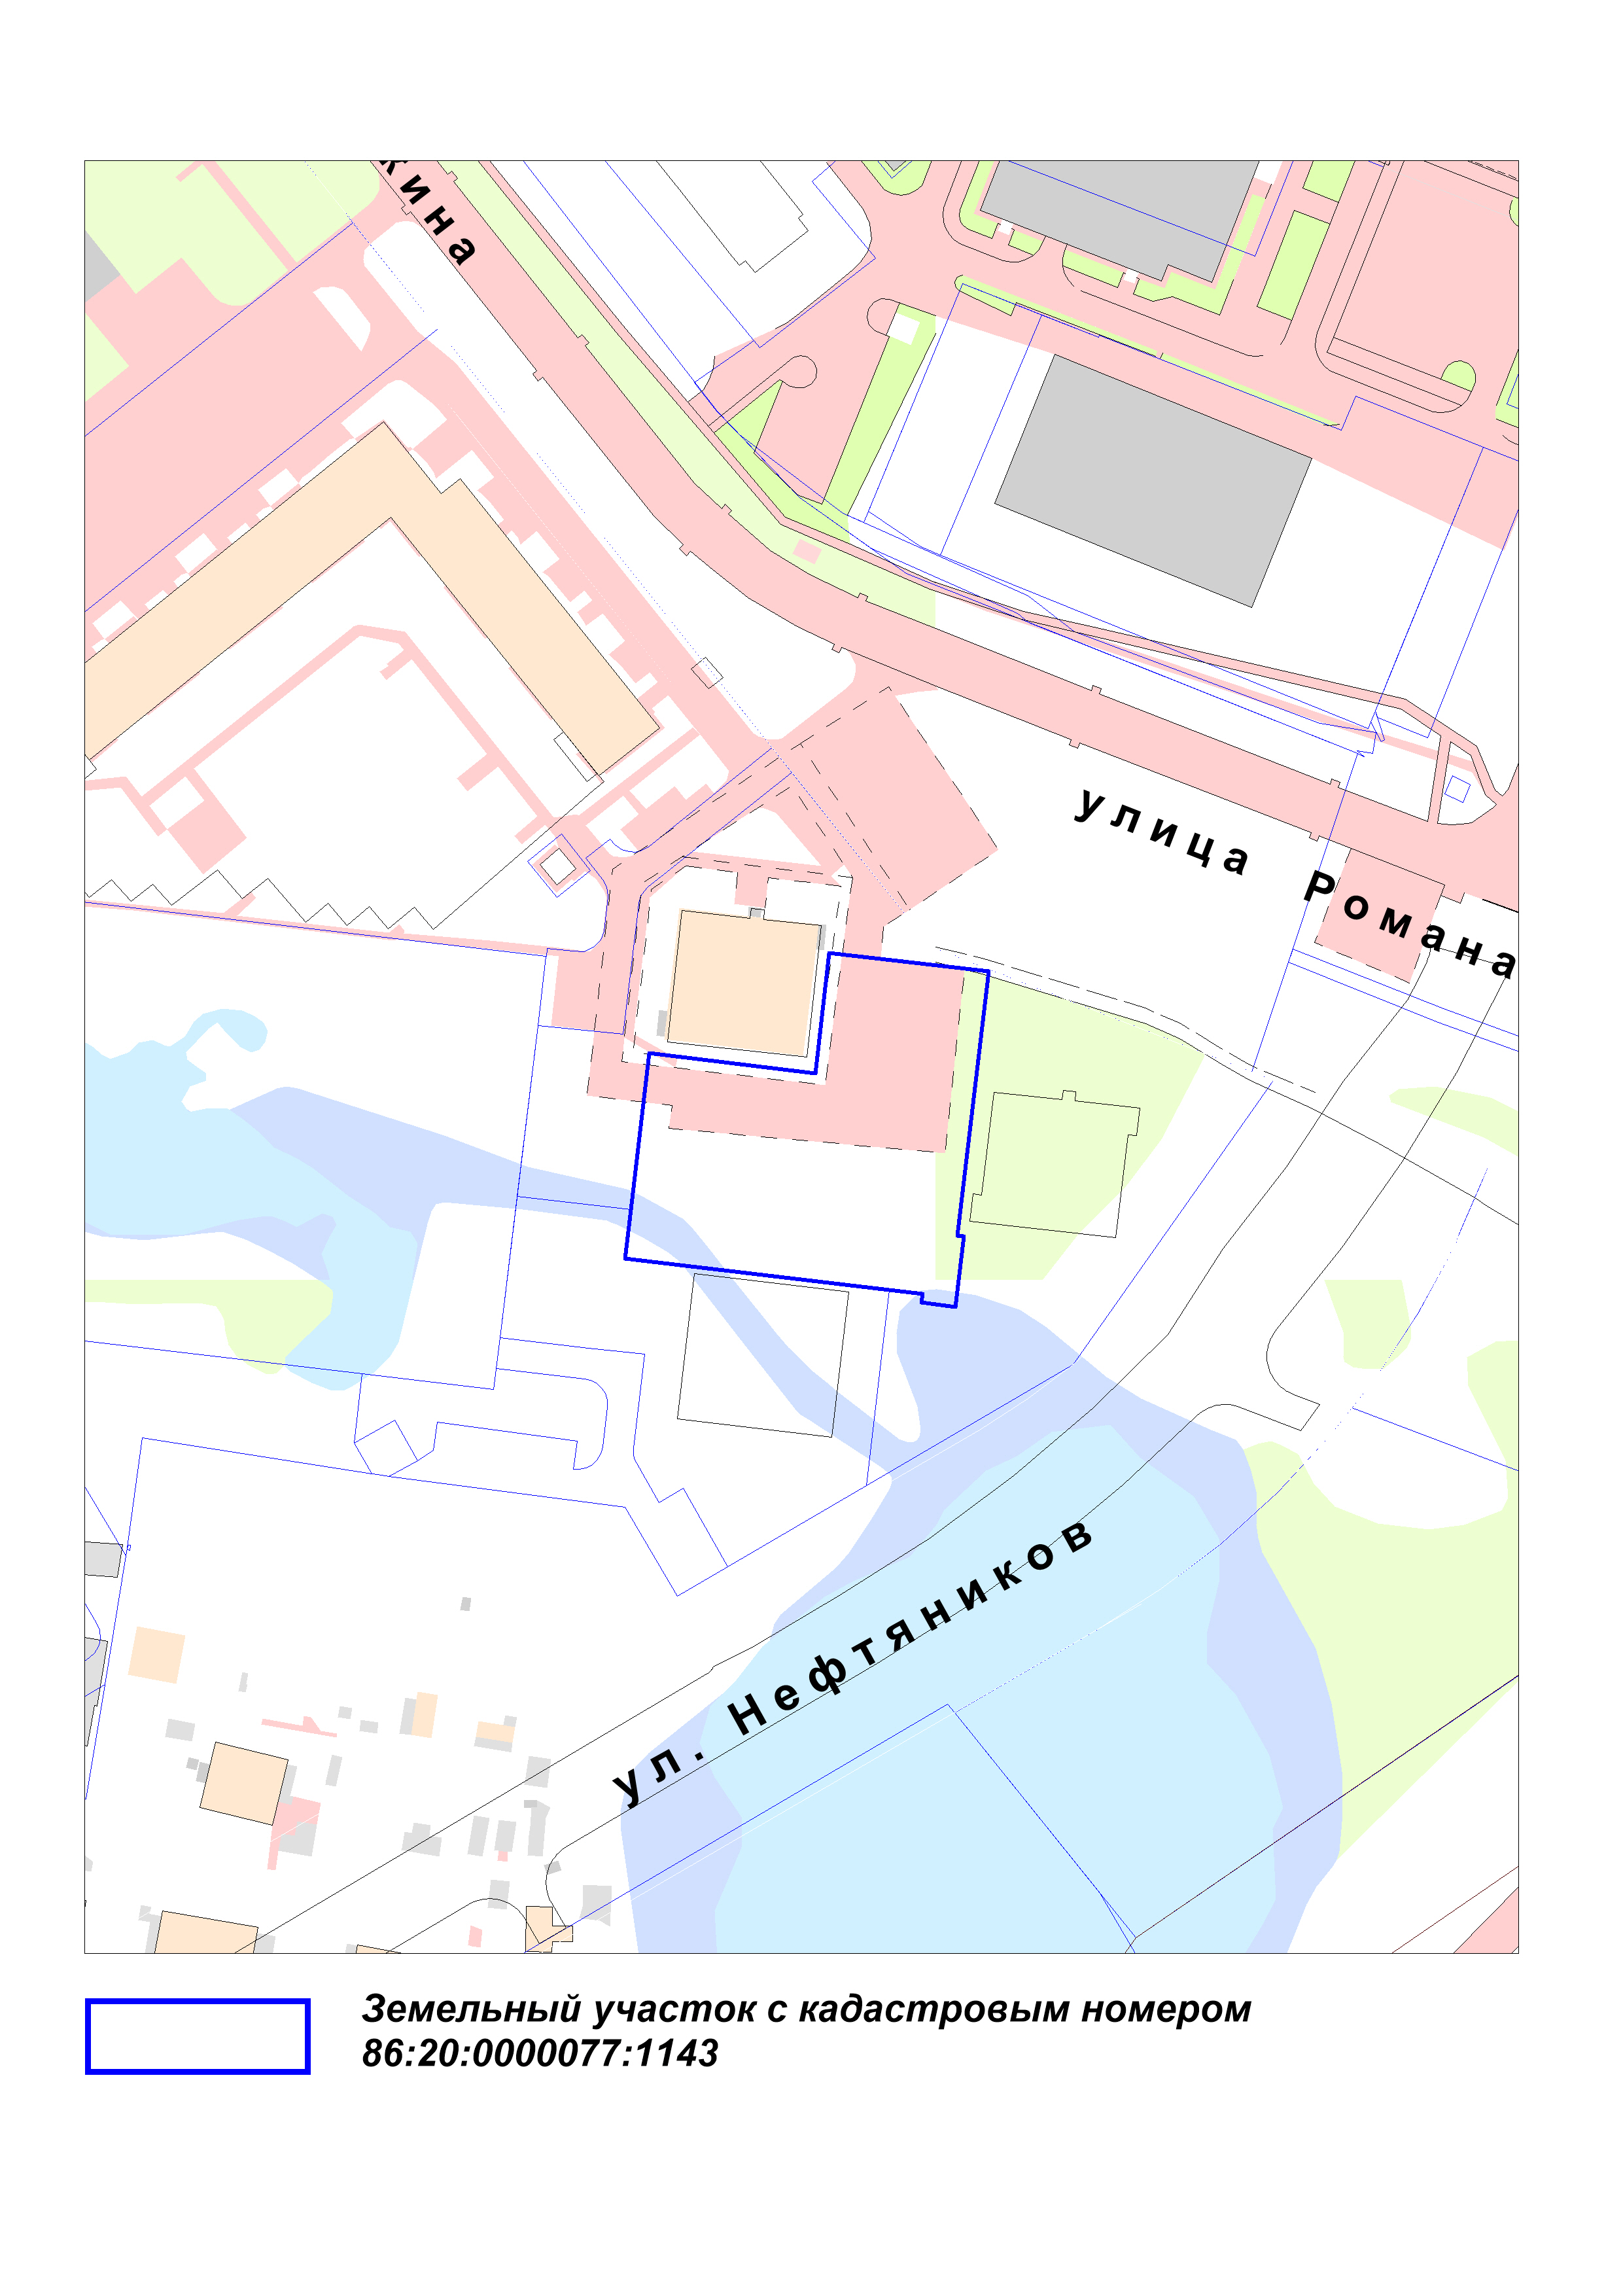 кина
улица Романа
ул. Нефтяников
Земельный участок с кадастровым номером
86:20:0000077:1143